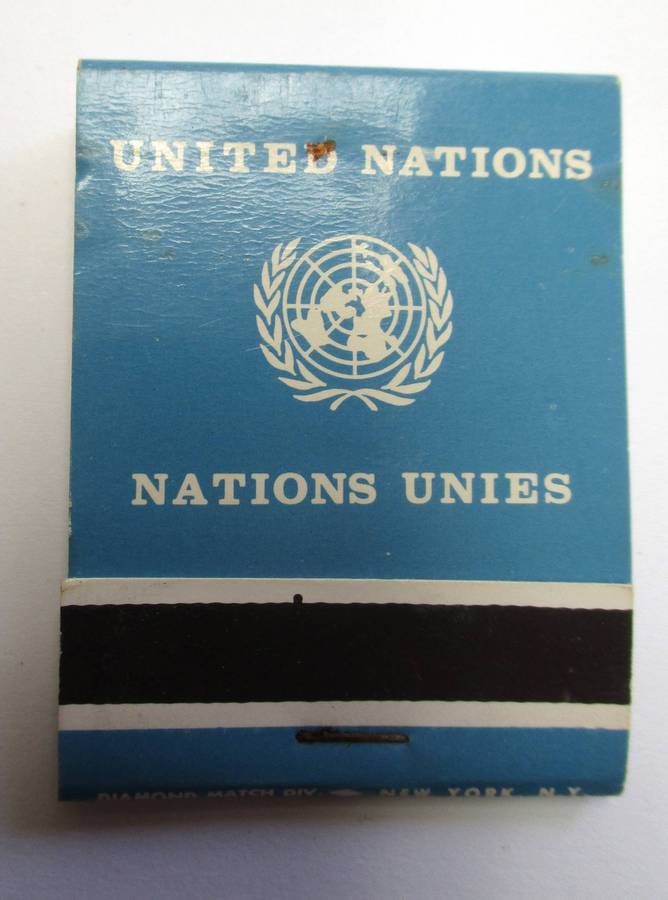 UNITED NATIONS
NATIONS UNIES
DIAMOND MATCH DIV. NEW YORK, N.Y.